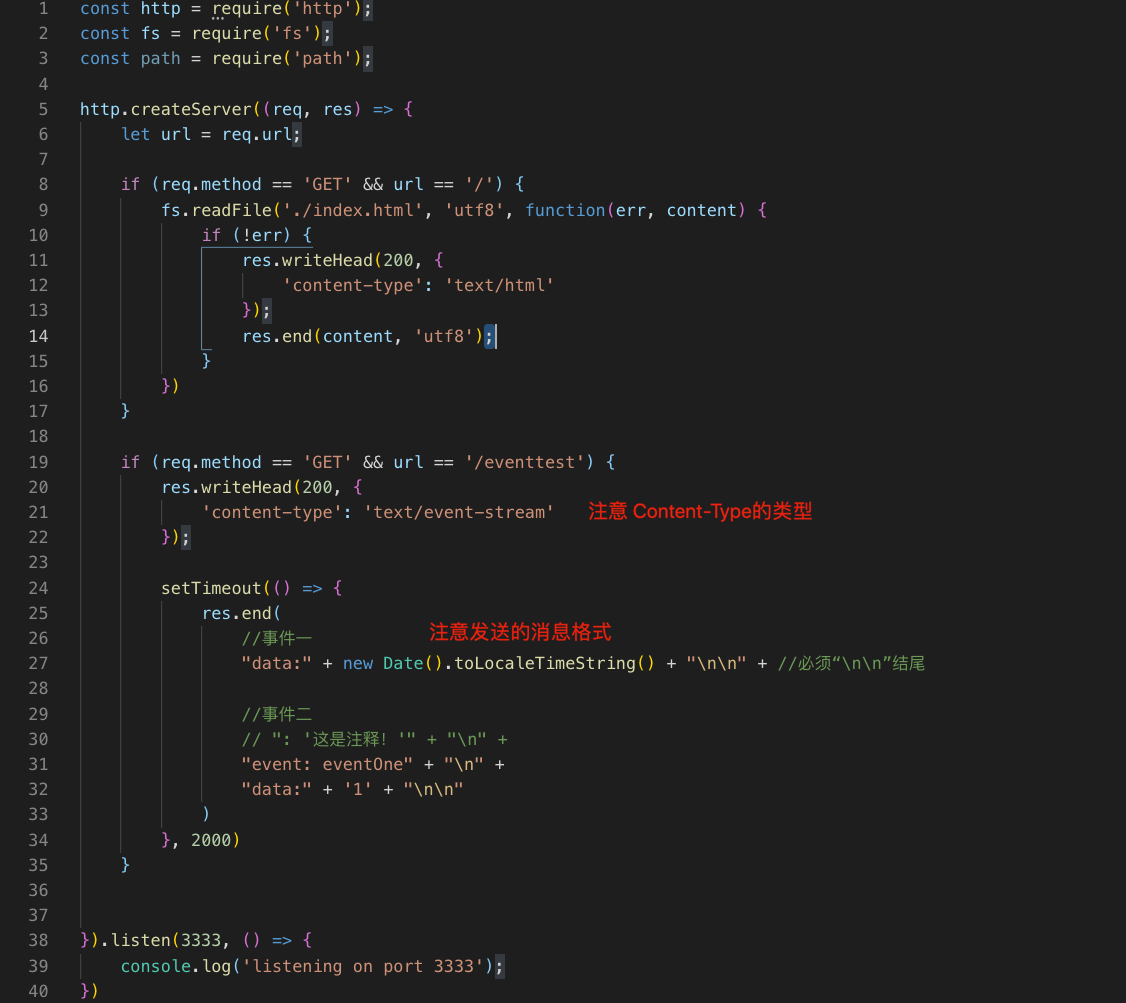 1 const http = require('http');
2 const fs = require('fs');
3 const path = require('path');
4
5 http.createServer((req, res) => {
6 let url = req.url;
7
8 if (req.method == 'GET' && url == '/') {
9 fs.readFile('./index.html', 'utf8', function(err, content) {
10 if (!err) {
11 res.writeHead(200, {
12 'content-type': 'text/html'
13 });
14 res.end(content, 'utf8');
15 }
16 })
17 }
18
19 if (req.method == 'GET' && url == '/eventtest') {
20 res.writeHead(200, {
21 'content-type': 'text/event-stream' 注意 Content-Type的类型
22 });
23
24 setTimeout(() => {
25 res.end(
26 //事件一 注意发送的消息格式
27 "data:" + new Date().toLocaleTimeString() + "\n\n" + //必须“\n\n”结尾
28
29 //事件二
30 // ": '这是注释! '" + "\n" +
31 "event: eventOne" + "\n" +
32 "data:" + '1' + "\n\n"
33 )
34 }, 2000)
35 }
36
37
38 }).listen(3333, () => {
39 console.log('listening on port 3333');
40 })